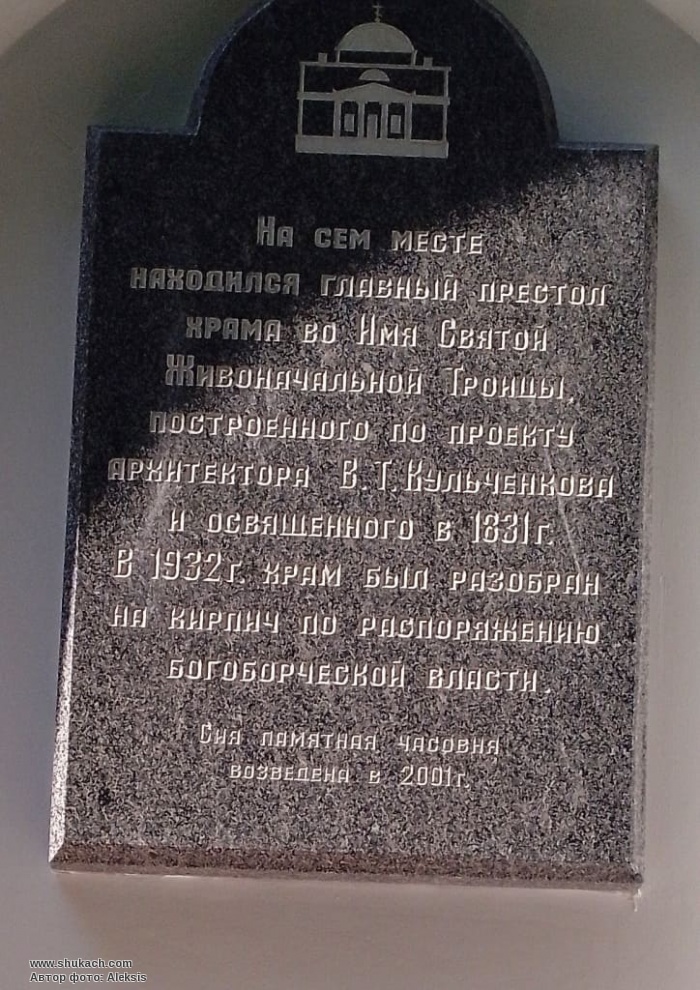 На сем месте
находился главный престол
храма во Имя Святой
Живоначальной Троицы,
построенного по проекту
архитектора В.Т.Кульченкова
и освященного в 1831г.
В 1932г. храм был разобран
на кирпич по распоряжению
богоборческой власти.
Сия памятная часовня
возведена в 2001г.
www.shukach.com
Автор фото: Aleksis